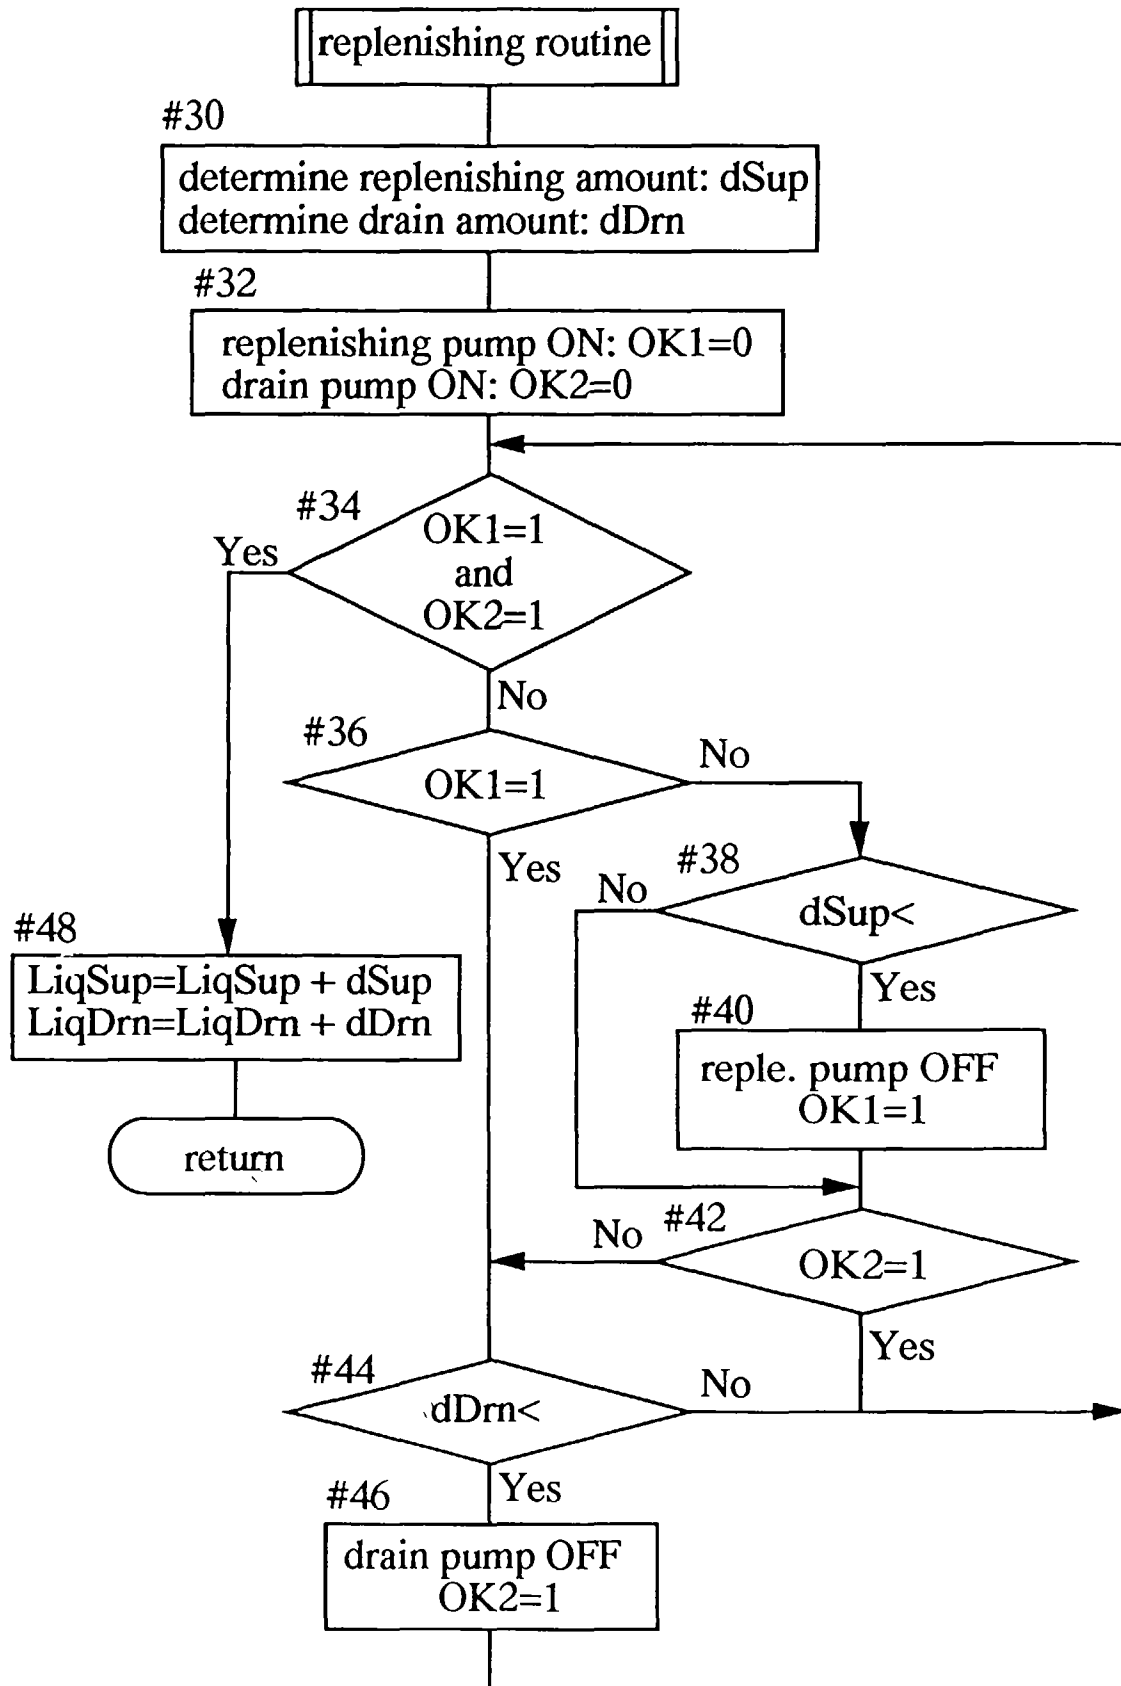 replenishing routine
#30
determine replenishing amount: dSup
determine drain amount: dDrn
#32
replenishing pump ON: OK1=0
drain pump ON: OK2=0
#34
OK1=1
and
OK2=1
Yes
No
#36
OK1=1
No
Yes
#38
dSup<
No
Yes
#48
LiqSup=LiqSup + dSup
LiqDrn=LiqDrn + dDrn
return
#40
reple. pump OFF
OK1=1
#42
OK2=1
No
Yes
#44
dDrn<
No
Yes
#46
drain pump OFF
OK2=1